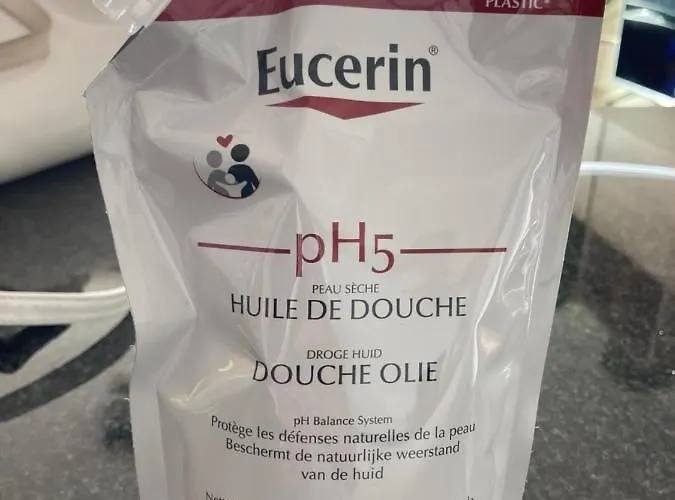 PLASTIC*
Eucerin®
pH5
PEAU SÈCHE
HUILE DE DOUCHE
DROGE HUID
DOUCHE OLIE
pH Balance System
Protège les défenses naturelles de la peau
Beschermt de natuurlijke weerstand
van de huid